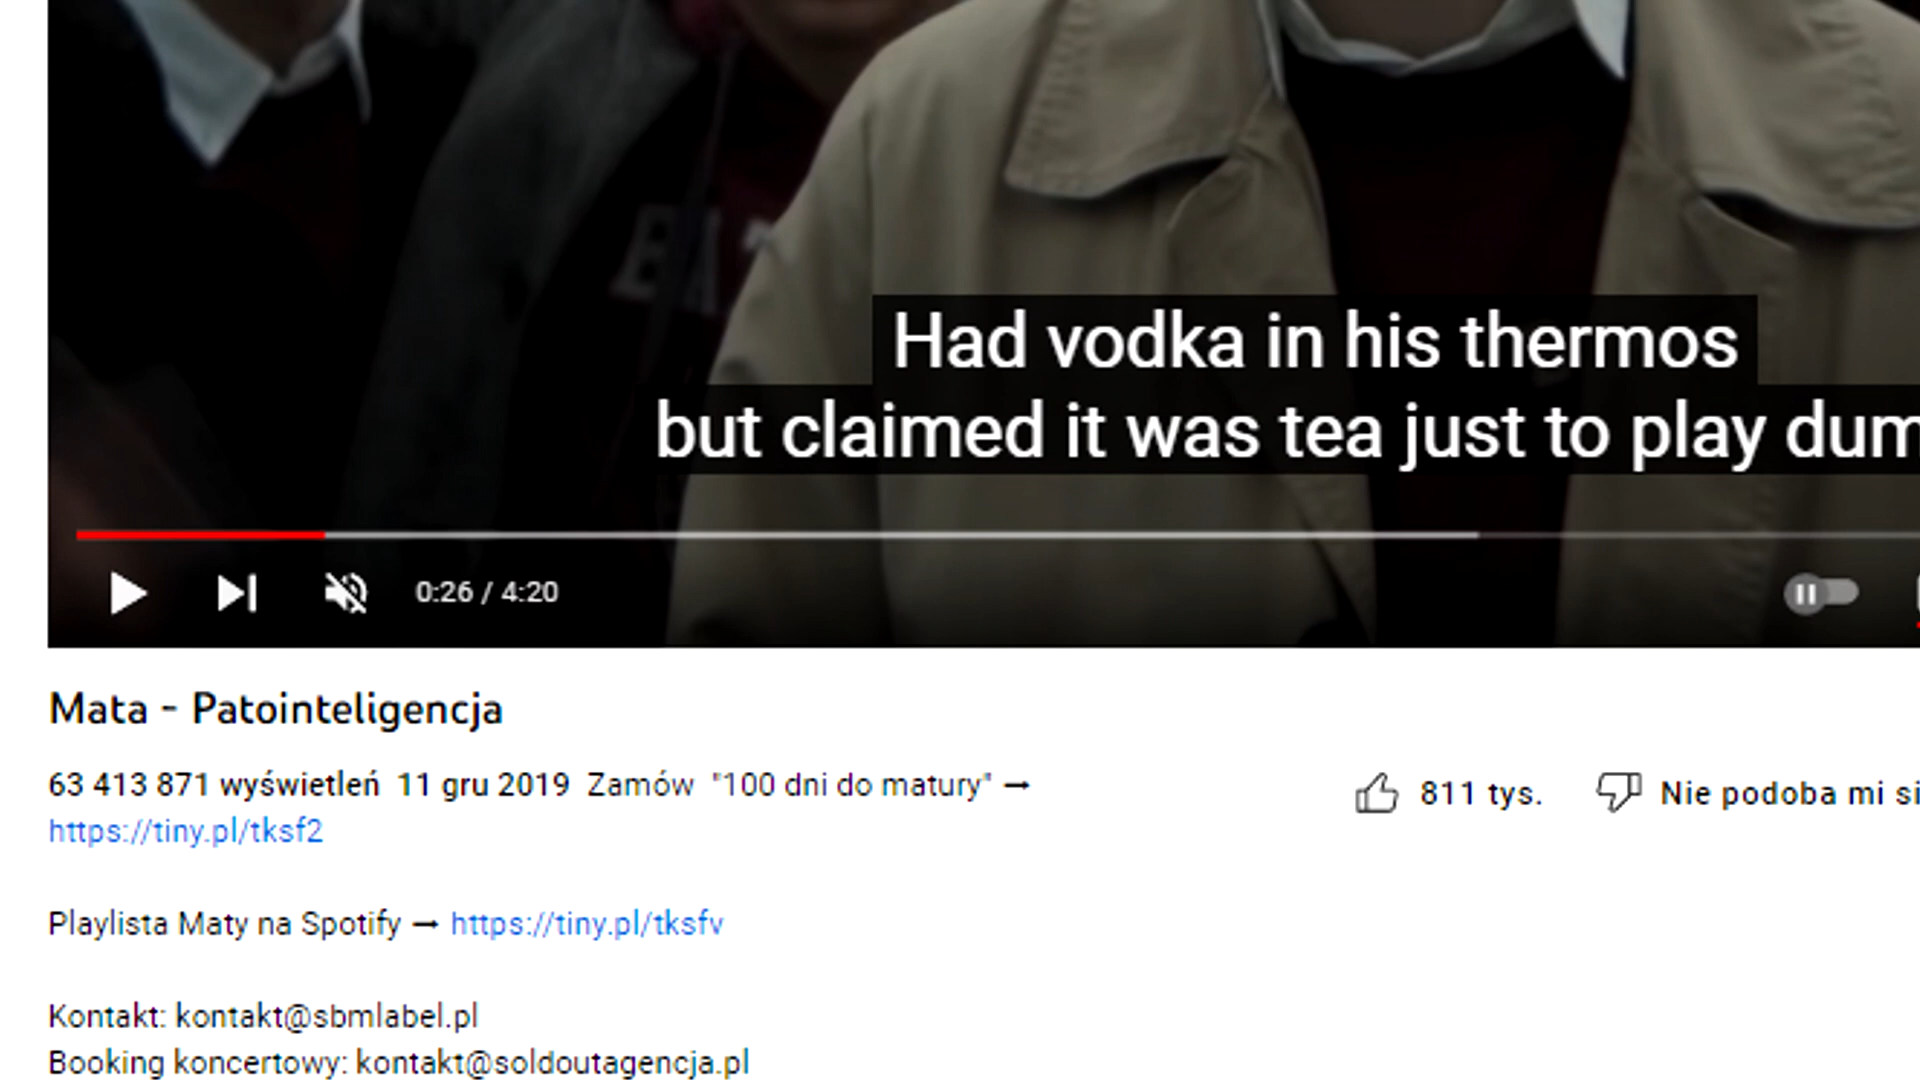 Had vodka in his thermos
but claimed it was tea just to play dum
0:26 / 4:20
Mata - Patointeligencja
63 413 871 wyświetleń 11 gru 2019 Zamów "100 dni do matury" →
811 tys. Nie podoba mi si
https://tiny.pl/tksf2
Playlista Maty na Spotify → https://tiny.pl/tksfv
Kontakt: kontakt@sbmlabel.pl
Booking koncertowy: kontakt@soldoutagencja.pl